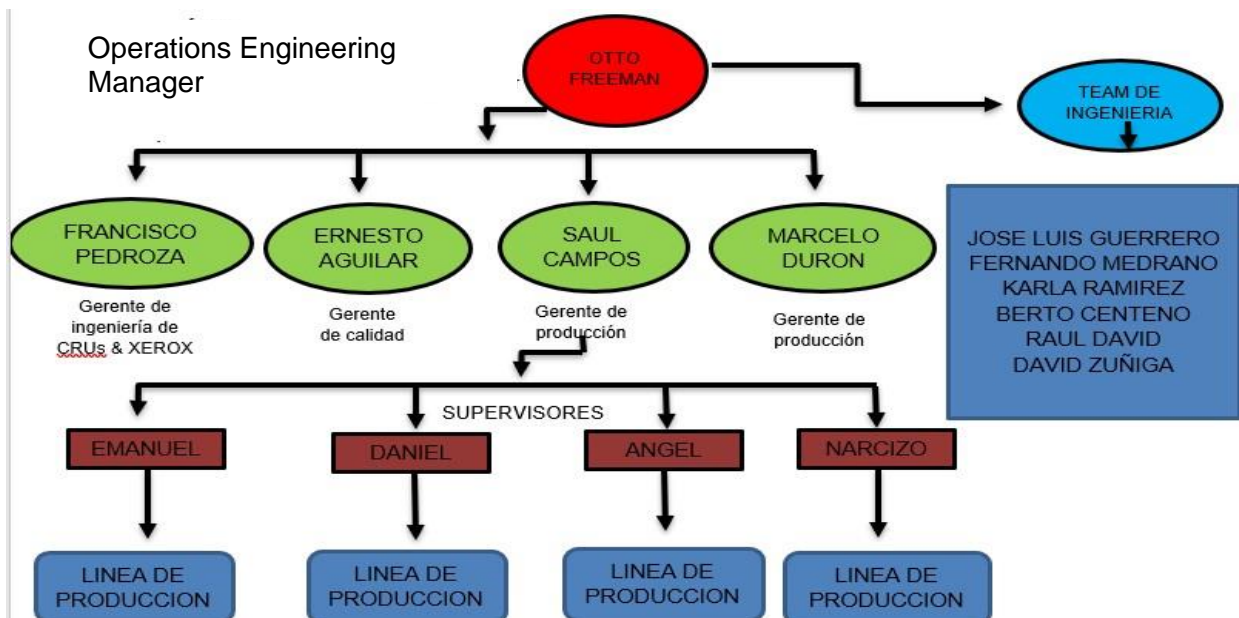 Operations Engineering
Manager
OTTO
FREEMAN
TEAM DE
INGENIERIA
FRANCISCO
PEDROZA
ERNESTO
AGUILAR
SAUL
CAMPOS
MARCELO
DURON
Gerente de
ingeniería de
CRUs & XEROX
Gerente
de calidad
Gerente de
producción
Gerente de
producción
JOSE LUIS GUERRERO
FERNANDO MEDRANO
KARLA RAMIREZ
BERTO CENTENO
RAUL DAVID
DAVID ZUÑIGA
SUPERVISORES
EMANUEL
DANIEL
ANGEL
NARCIZO
LINEA DE
PRODUCCION
LINEA DE
PRODUCCION
LINEA DE
PRODUCCION
LINEA DE
PRODUCCION